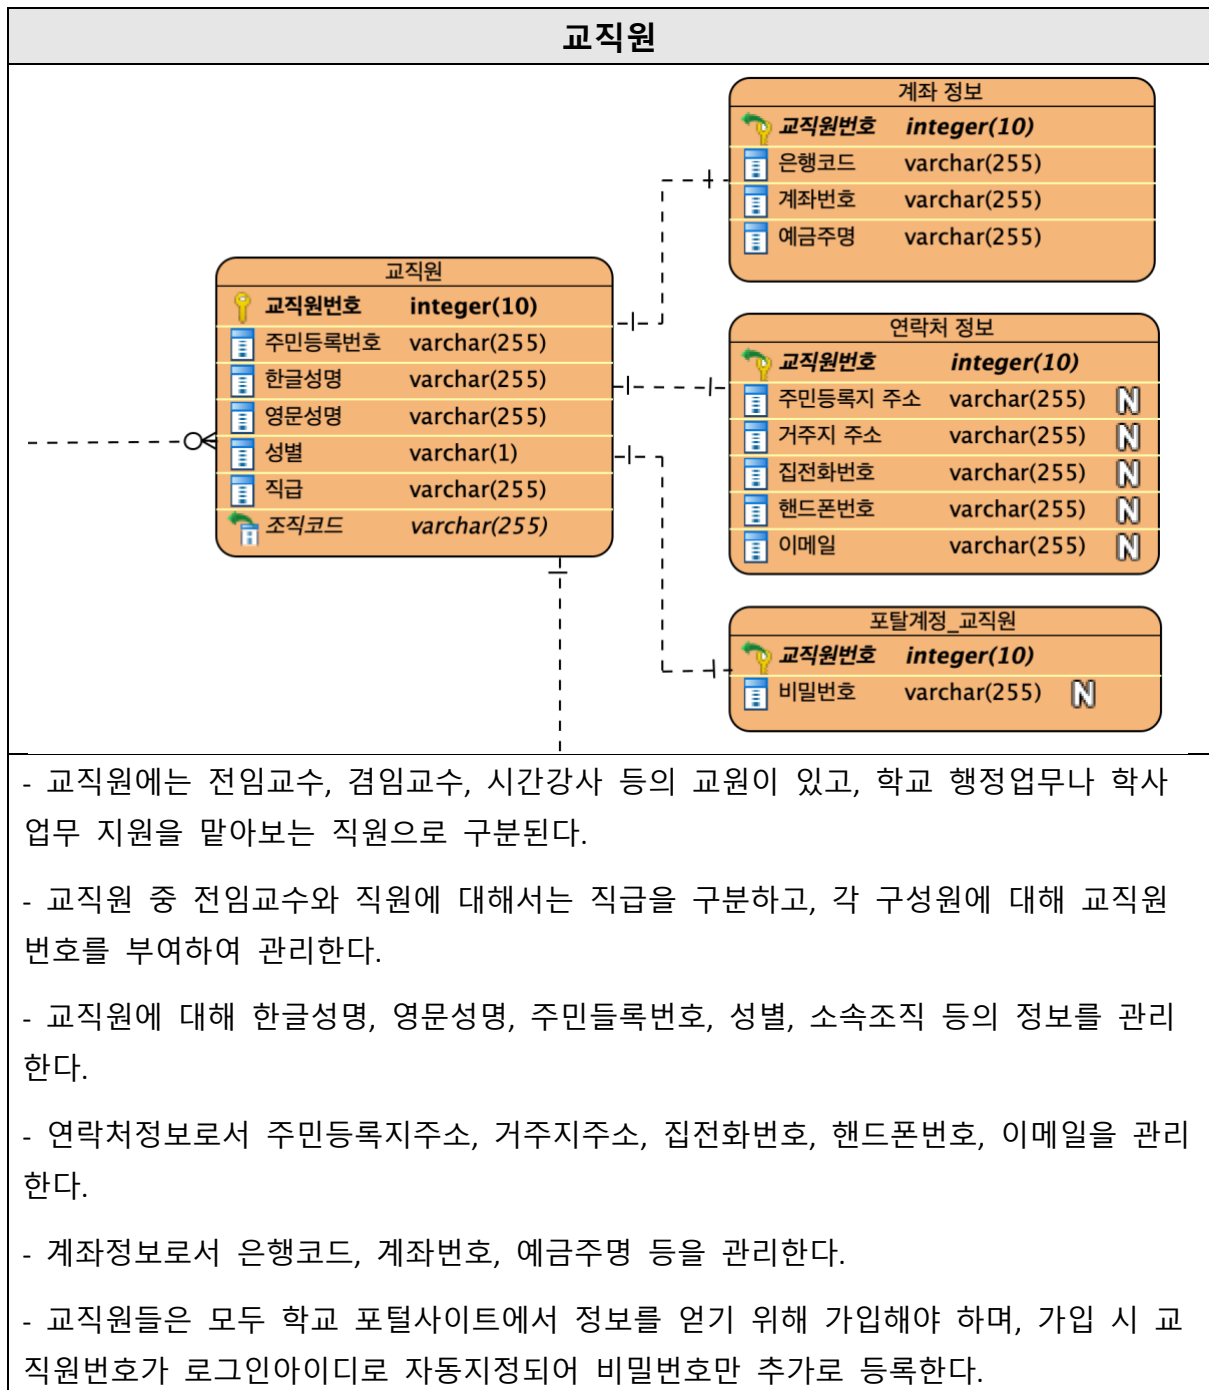 교직원
계좌 정보
교직원번호 integer(10)
은행코드 varchar(255)
계좌번호 varchar(255)
예금주명 varchar(255)
교직원
교직원번호 integer(10)
주민등록번호 varchar(255)
한글성명 varchar(255)
영문성명 varchar(255)
성별 varchar(1)
직급 varchar(255)
조직코드 varchar(255)
연락처 정보
교직원번호 integer(10)
주민등록지 주소 varchar(255) N
거주지 주소 varchar(255) N
집전화번호 varchar(255) N
핸드폰번호 varchar(255) N
이메일 varchar(255) N
포탈계정_교직원
교직원번호 integer(10)
비밀번호 varchar(255) N
- 교직원에는 전임교수, 겸임교수, 시간강사 등의 교원이 있고, 학교 행정업무나 학사
업무 지원을 맡아보는 직원으로 구분된다.
- 교직원 중 전임교수와 직원에 대해서는 직급을 구분하고, 각 구성원에 대해 교직원
번호를 부여하여 관리한다.
- 교직원에 대해 한글성명, 영문성명, 주민들록번호, 성별, 소속조직 등의 정보를 관리
한다.
- 연락처정보로서 주민등록지주소, 거주지주소, 집전화번호, 핸드폰번호, 이메일을 관리
한다.
- 계좌정보로서 은행코드, 계좌번호, 예금주명 등을 관리한다.
- 교직원들은 모두 학교 포털사이트에서 정보를 얻기 위해 가입해야 하며, 가입 시 교
직원번호가 로그인아이디로 자동지정되어 비밀번호만 추가로 등록한다.